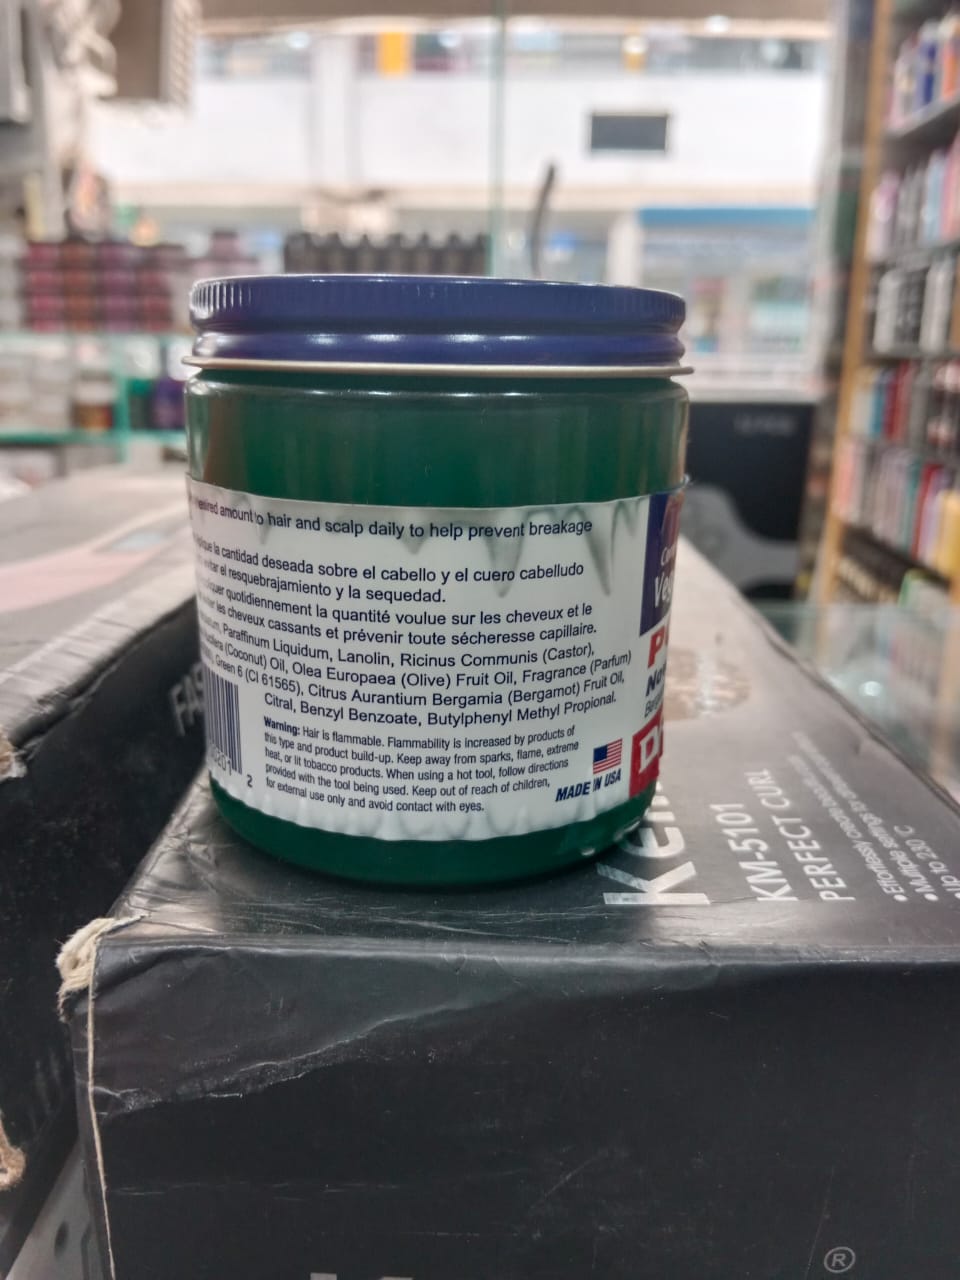 amount to hair and scalp daily to help prevent breakage
la cantidad deseada sobre el cabello y el cuero cabelludo
evitar el resquebrajamiento y la sequedad.
quotidiennement la quantité voulue sur les cheveux et le
les cheveux cassants et prévenir toute sécheresse capillaire.
Paraffinum Liquidum, Lanolin, Ricinus Communis (Castor),
(Coconut) Oil, Olea Europaea (Olive) Fruit Oil, Fragrance (Parfum)
Green 6 (CI 61565), Citrus Aurantium Bergamia (Bergamot) Fruit Oil,
Citral, Benzyl Benzoate, Butylphenyl Methyl Propional.
Warning: Hair is flammable. Flammability is increased by products of
this type and product build-up. Keep away from sparks, flame, extreme
heat, or lit tobacco products. When using a hot tool, follow directions
provided with the tool being used. Keep out of reach of children,
for external use only and avoid contact with eyes.
2
MADE IN USA
KM-5101
PERFECT CURL
• Multiple settings
Up to 230°C
®